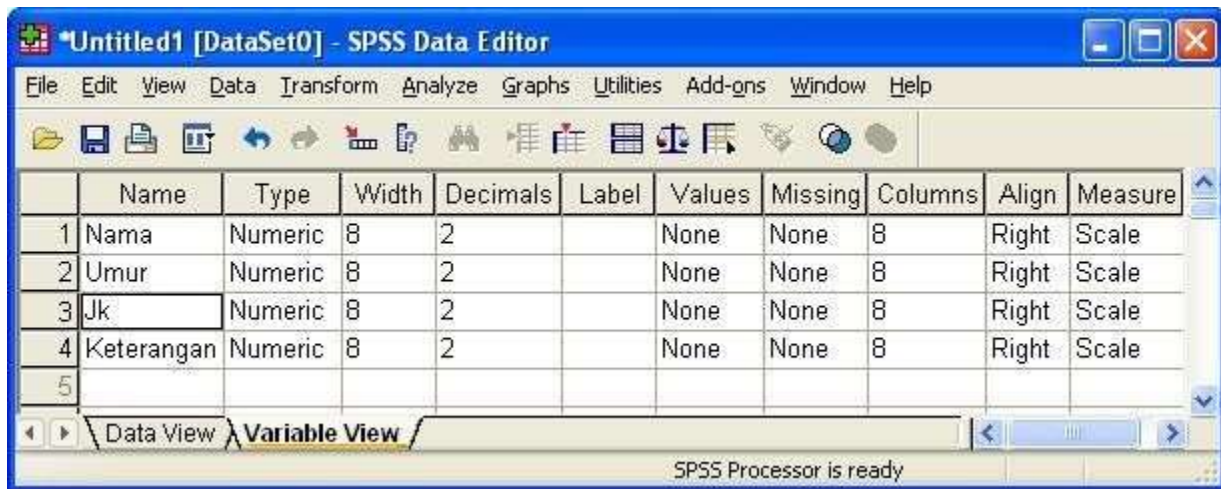 *Untitled1 [DataSet0] - SPSS Data Editor
File Edit View Data Transform Analyze Graphs Utilities Add-ons Window Help
Name Type Width Decimals Label Values Missing Columns Align Measure
1 Nama Numeric 8 2 None None 8 Right Scale
2 Umur Numeric 8 2 None None 8 Right Scale
3 Jk Numeric 8 2 None None 8 Right Scale
4 Keterangan Numeric 8 2 None None 8 Right Scale
5
Data View Variable View
SPSS Processor is ready